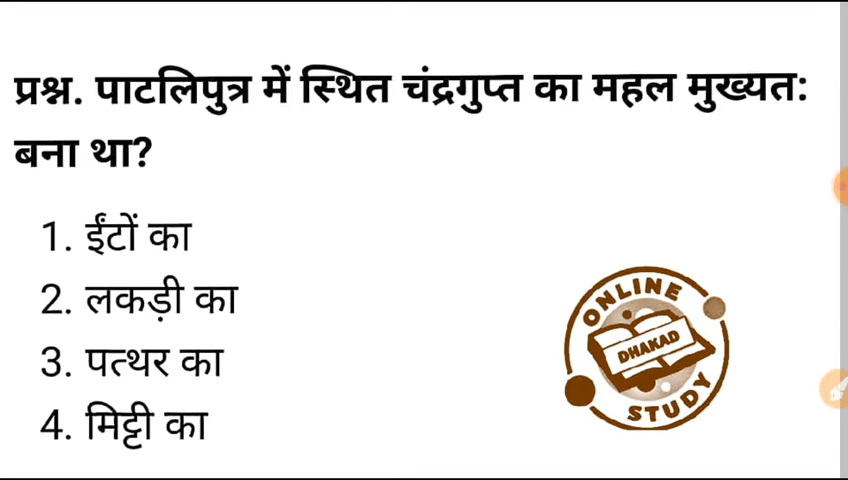 प्रश्न. पाटलिपुत्र में स्थित चंद्रगुप्त का महल मुख्यत:
बना था?
1. ईंटों का
2. लकड़ी का
3. पत्थर का
4. मिट्टी का
ONLINE
DHAKAD
STUDY